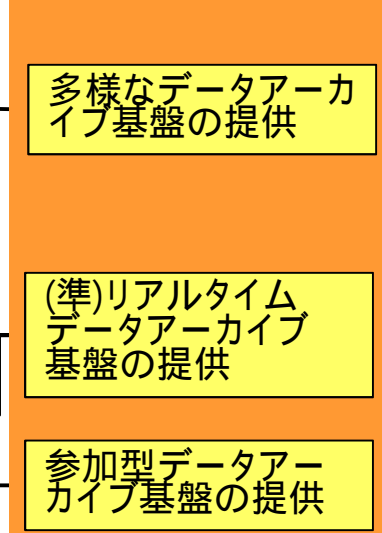 多様なデータアーカ
イブ基盤の提供
(準)リアルタイム
データアーカイブ
基盤の提供
参加型データアー
カイブ基盤の提供